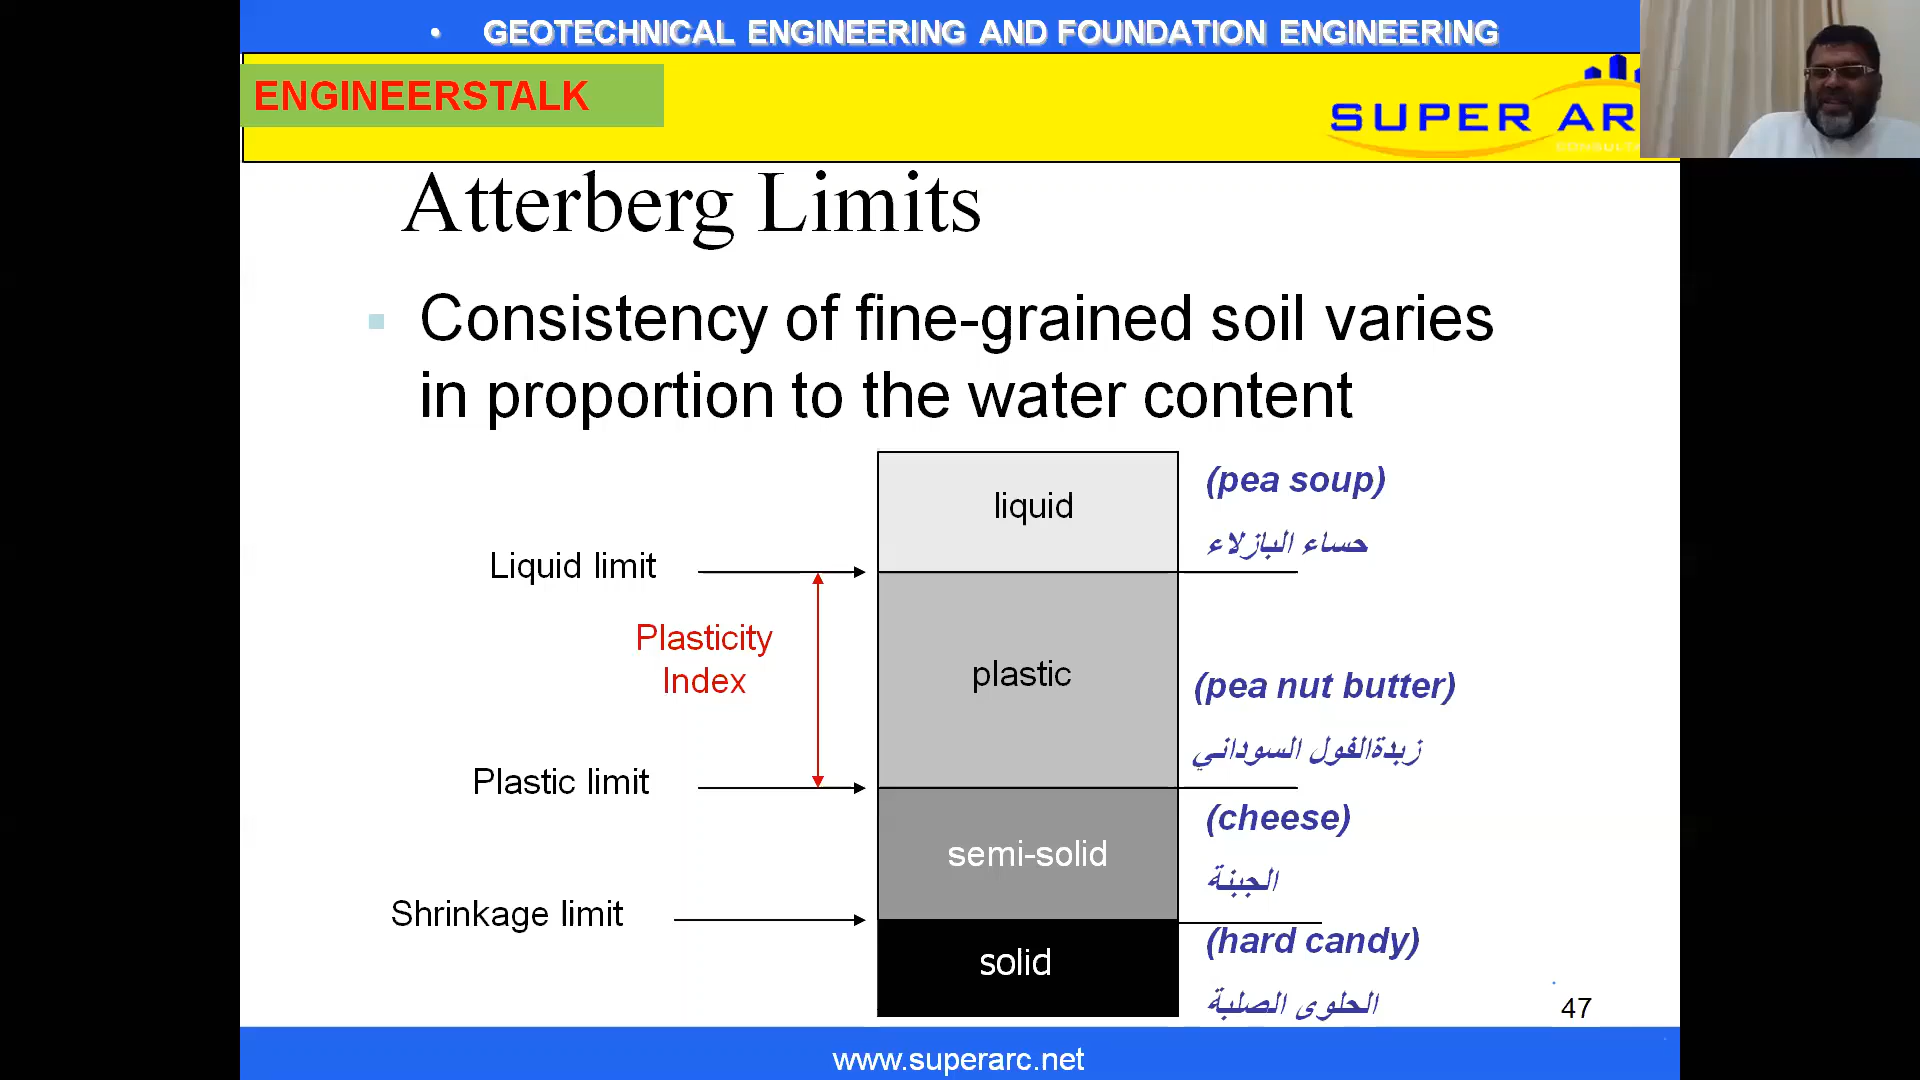 • GEOTECHNICAL ENGINEERING AND FOUNDATION ENGINEERING
ENGINEERSTALK
SUPER AR
Atterberg Limits
Consistency of fine-grained soil varies
in proportion to the water content
liquid
(pea soup)
حساء البازلاء
Liquid limit
Plasticity
Index
plastic
(pea nut butter)
زبدةالفول السوداني
Plastic limit
(cheese)
semi-solid
الجبنة
Shrinkage limit
(hard candy)
solid
الحلوى الصلبة
47
www.superarc.net